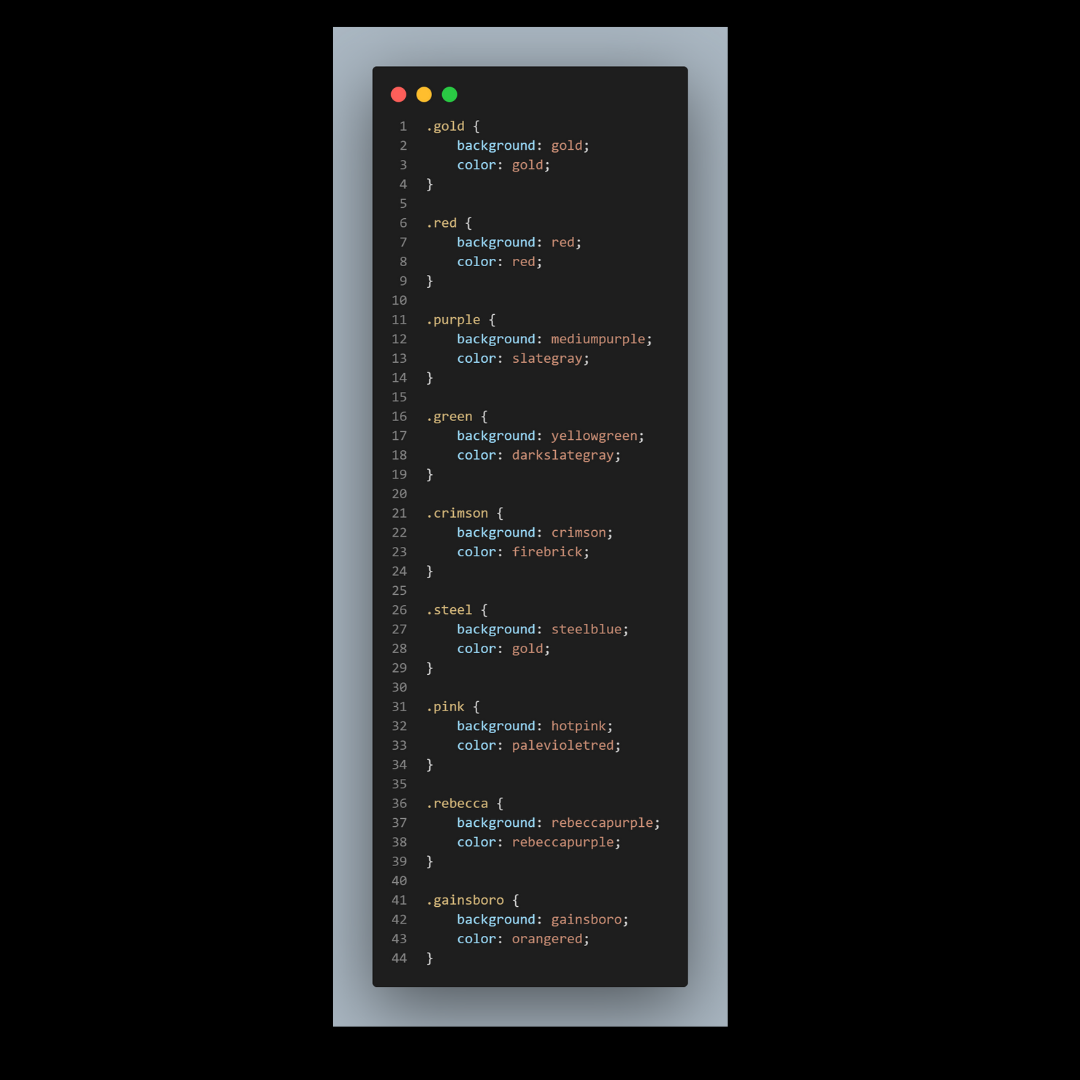 1 .gold {
2     background: gold;
3     color: gold;
4 }
5
6 .red {
7     background: red;
8     color: red;
9 }
10
11 .purple {
12     background: mediumpurple;
13     color: slategray;
14 }
15
16 .green {
17     background: yellowgreen;
18     color: darkslategray;
19 }
20
21 .crimson {
22     background: crimson;
23     color: firebrick;
24 }
25
26 .steel {
27     background: steelblue;
28     color: gold;
29 }
30
31 .pink {
32     background: hotpink;
33     color: palevioletred;
34 }
35
36 .rebecca {
37     background: rebeccapurple;
38     color: rebeccapurple;
39 }
40
41 .gainsboro {
42     background: gainsboro;
43     color: orangered;
44 }